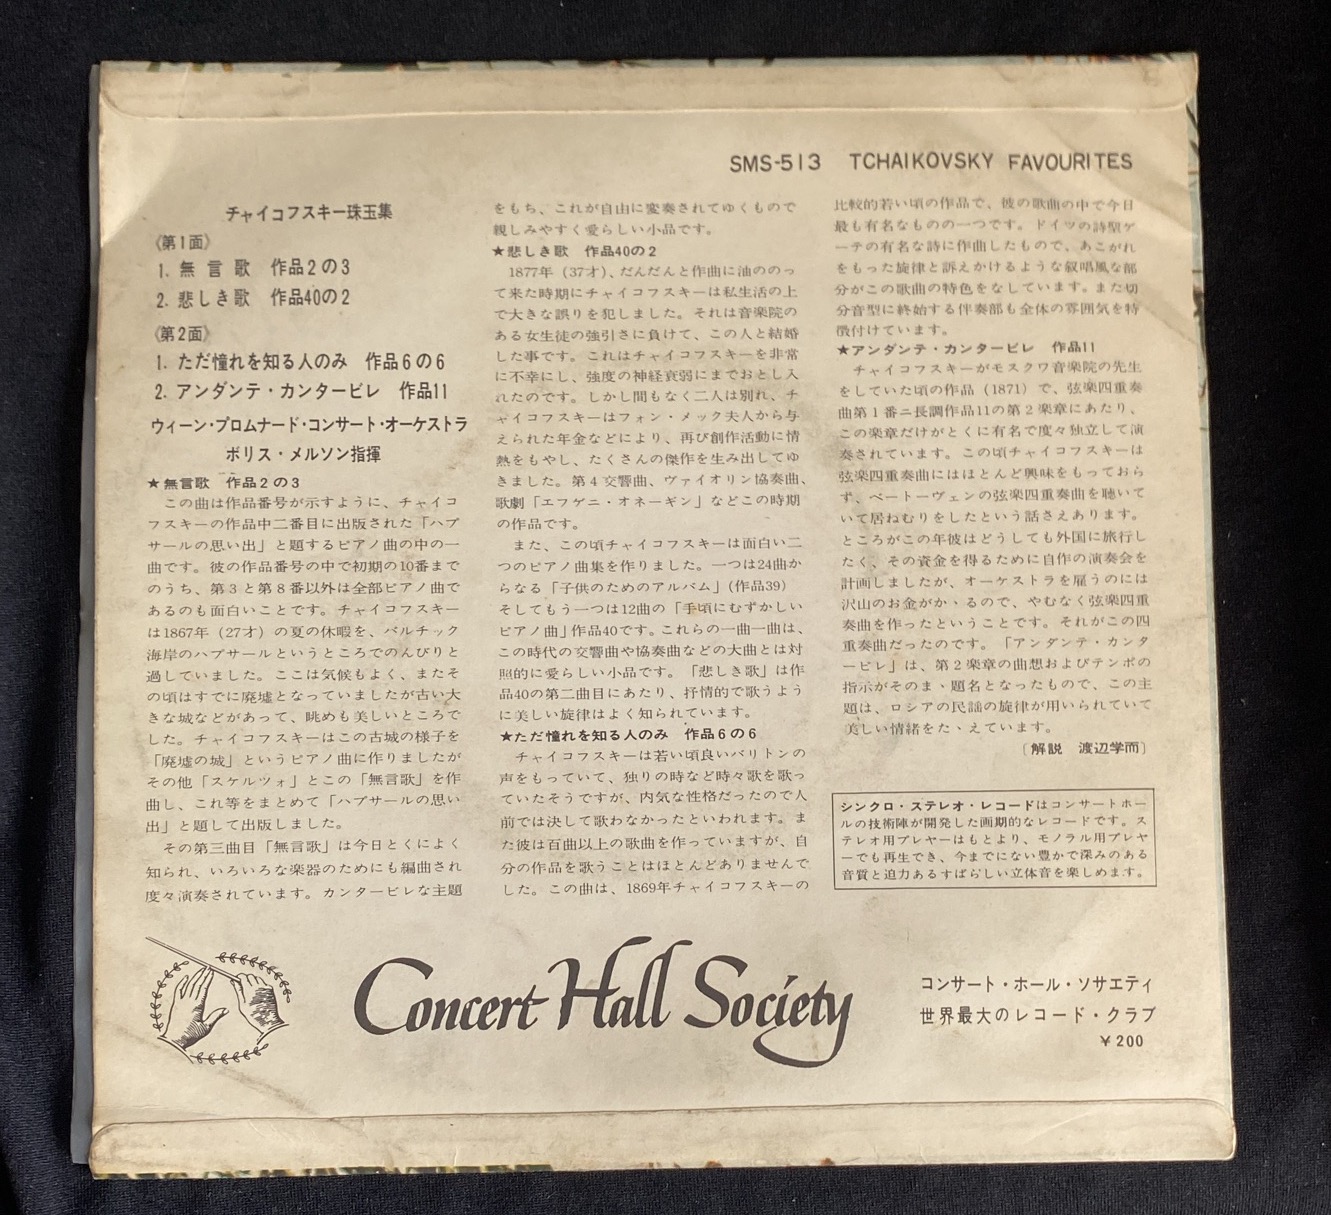 SMS-513 TCHAIKOVSKY FAVOURITES
チャイコフスキー珠玉集
《第1面》
1. 無言歌 作品2の3
2. 悲しき歌 作品40の2
《第2面》
1. ただ憧れを知る人のみ 作品6の6
2. アンダンテ・カンタービレ 作品11
ウィーン・プロムナード・コンサート・オーケストラ
ボリス・メルソン指揮
★無言歌 作品2の3
この曲は作品番号が示すように、チャイコ
フスキーの作品中二番目に出版された「ハプ
サールの思い出」と題するピアノ曲の中の一
曲です。彼の作品番号の中で初期の10番まで
のうち、第3と第8番以外は全部ピアノ曲で
あるのも面白いことです。チャイコフスキー
は1867年（27才）の夏の休暇を、バルチック
海岸のハプサールというところでのんびりと
過していました。ここは気候もよく、またそ
の頃はすでに廃墟となっていましたが古い大
きな城などがあって、眺めも美しいところで
した。チャイコフスキーはこの古城の様子を
「廃墟の城」というピアノ曲に作りましたが
その他「スケルツォ」とこの「無言歌」を作
曲し、これ等をまとめて「ハプサールの思い
出」と題して出版しました。
その第三曲目「無言歌」は今日とくによく
知られ、いろいろな楽器のためにも編曲され
度々演奏されています。カンタービレな主題
をもち、これが自由に変奏されてゆくもので
親しみやすく愛らしい小品です。
★悲しき歌 作品40の2
1877年（37才）、だんだんと作曲に油ののっ
て来た時期にチャイコフスキーは私生活の上
で大きな誤りを犯しました。それは音楽院の
ある女生徒の強引さに負けて、この人と結婚
した事です。これはチャイコフスキーを非常
に不幸にし、強度の神経衰弱にまでおとし入
れたのです。しかし間もなく二人は別れ、チ
ャイコフスキーはフォン・メック夫人から与
えられた年金などにより、再び創作活動に情
熱をもやし、たくさんの傑作を生み出してゆ
きました。第4交響曲、ヴァイオリン協奏曲、
歌劇「エフゲニ・オネーギン」などこの時期
の作品です。
また、この頃チャイコフスキーは面白い二
つのピアノ曲集を作りました。一つは24曲か
らなる「子供のためのアルバム」（作品39）
そしてもう一つは12曲の「手頃にむずかしい
ピアノ曲」作品40です。これらの一曲一曲は、
この時代の交響曲や協奏曲などの大曲とは対
照的に愛らしい小品です。「悲しき歌」は作
品40の第二曲目にあたり、抒情的で歌うよう
に美しい旋律はよく知られています。
★ただ憧れを知る人のみ 作品6の6
チャイコフスキーは若い頃良いバリトンの
声をもっていて、独りの時など時々歌を歌っ
ていたそうですが、内気な性格だったので人
前では決して歌わなかったといわれます。ま
た彼は百曲以上の歌曲を作っていますが、自
分の作品を歌うことはほとんどありませんで
した。この曲は、1869年チャイコフスキーの
比較的若い頃の作品で、彼の歌曲の中で今日
最も有名なものの一つです。ドイツの詩聖ゲ
ーテの有名な詩に作曲したもので、あこがれ
をもった旋律と訴えかけるような叙唱風な部
分がこの歌曲の特色をなしています。また切
分音型に終始する伴奏部も全体の雰囲気を特
徴付けています。
★アンダンテ・カンタービレ 作品11
チャイコフスキーがモスクワ音楽院の先生
をしていた頃の作品（1871）で、弦楽四重奏
曲第1番ニ長調作品11の第2楽章にあたり、
この楽章だけがとくに有名で度々独立して演
奏されています。この頃チャイコフスキーは
弦楽四重奏曲にはほとんど興味をもっておら
ず、ベートーヴェンの弦楽四重奏曲を聴いて
いて居ねむりをしたという話さえあります。
ところがこの年彼はどうしても外国に旅行し
たく、その資金を得るために自作の演奏会を
計画しましたが、オーケストラを雇うのには
沢山のお金がかゝるので、やむなく弦楽四重
奏曲を作ったということです。それがこの四
重奏曲だったのです。「アンダンテ・カンタ
ービレ」は、第2楽章の曲想およびテンポの
指示がそのまゝ題名となったもので、この主
題は、ロシアの民謡の旋律が用いられていて
美しい情緒をたゝえています。
〔解説 渡辺学而〕
シンクロ・ステレオ・レコードはコンサートホー
ルの技術陣が開発した画期的なレコードです。ス
テレオ用プレヤーはもとより、モノラル用プレヤ
ーでも再生でき、今までにない豊かで深みのある
音質と迫力あるすばらしい立体音を楽しめます。
Concert Hall Society
コンサート・ホール・ソサエティ
世界最大のレコード・クラブ
￥200